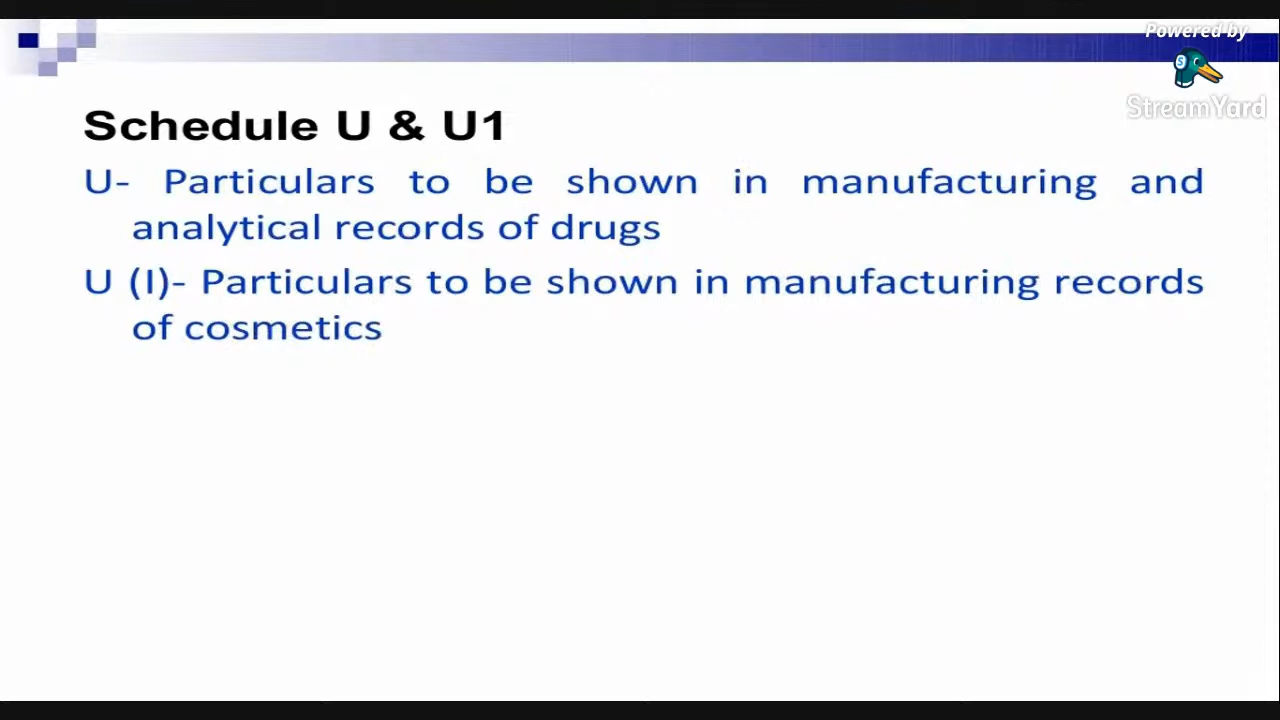 Powered by
StreamYard
Schedule U & U1
U- Particulars to be shown in manufacturing and
analytical records of drugs
U (I)- Particulars to be shown in manufacturing records
of cosmetics